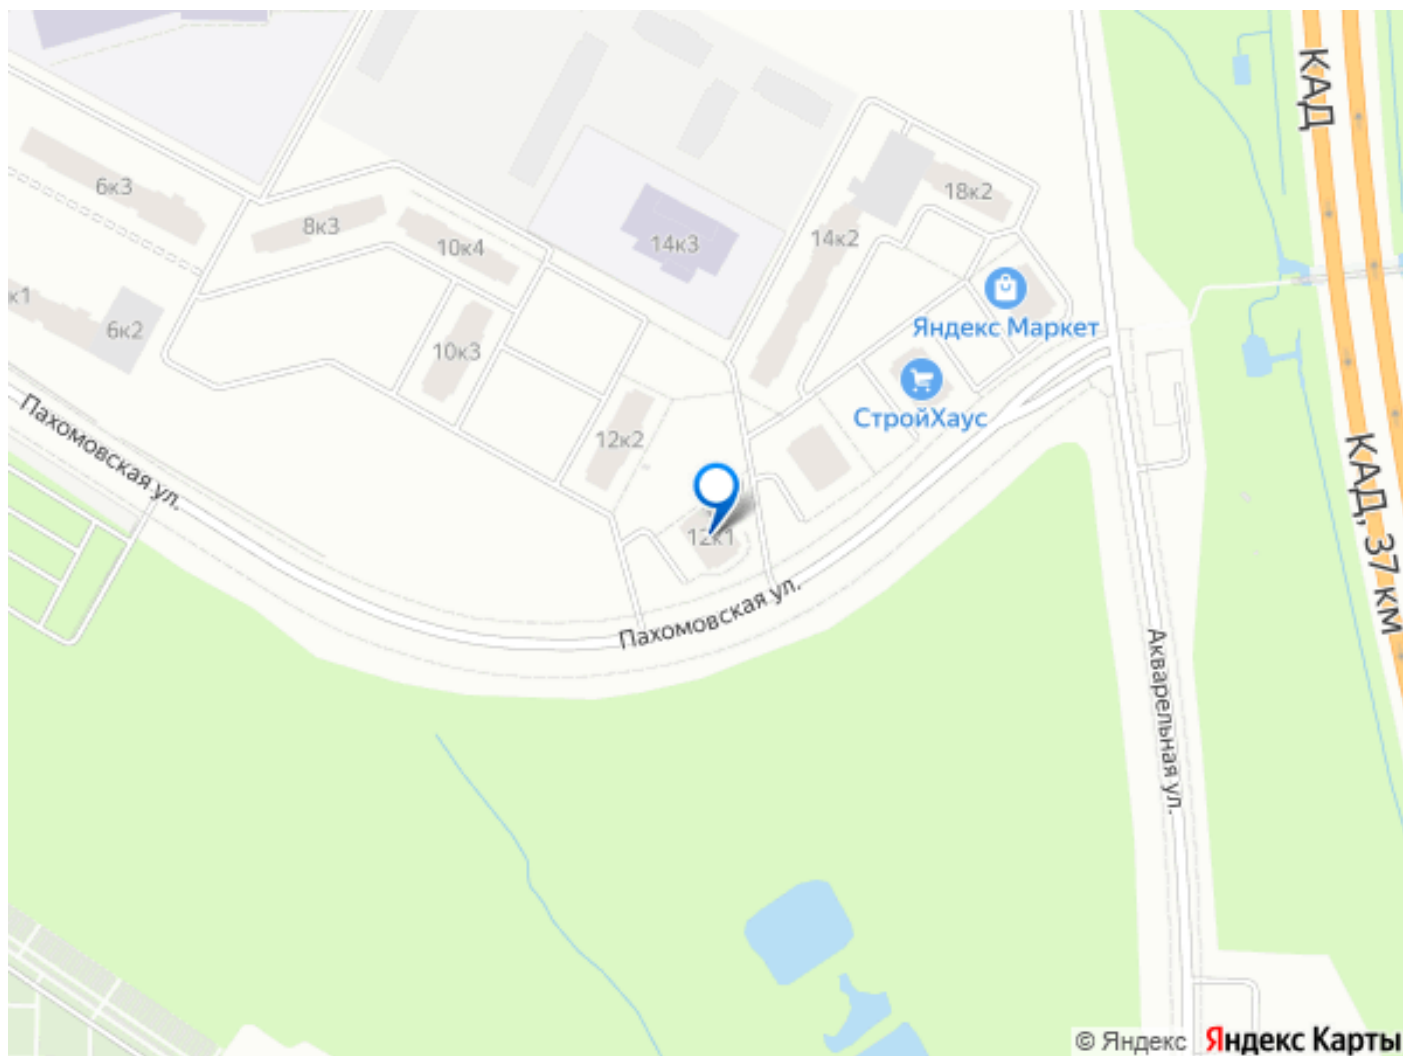 КАД
6к3
8к3
10к4
14к3
14к2
18к2
к1
6к2
10к3
Яндекс Маркет
СтройХаус
12к2
12к1
Пахомовская ул.
Пахомовская ул.
КАД, 37 км
Акварельная ул.
© Яндекс Яндекс Карты